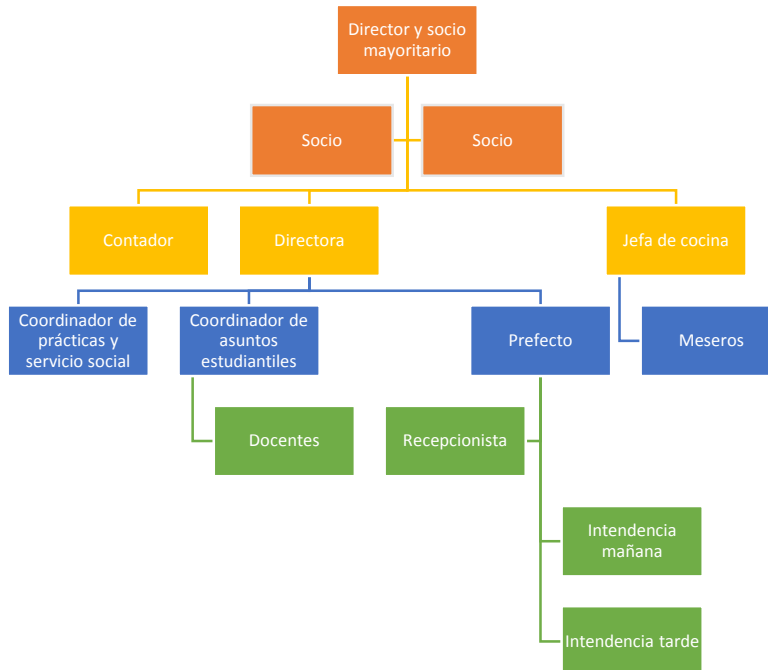 Director y socio
mayoritario
Socio
Socio
Contador
Directora
Jefa de cocina
Coordinador de
prácticas y
servicio social
Coordinador de
asuntos
estudiantiles
Prefecto
Meseros
Docentes
Recepcionista
Intendencia
mañana
Intendencia tarde